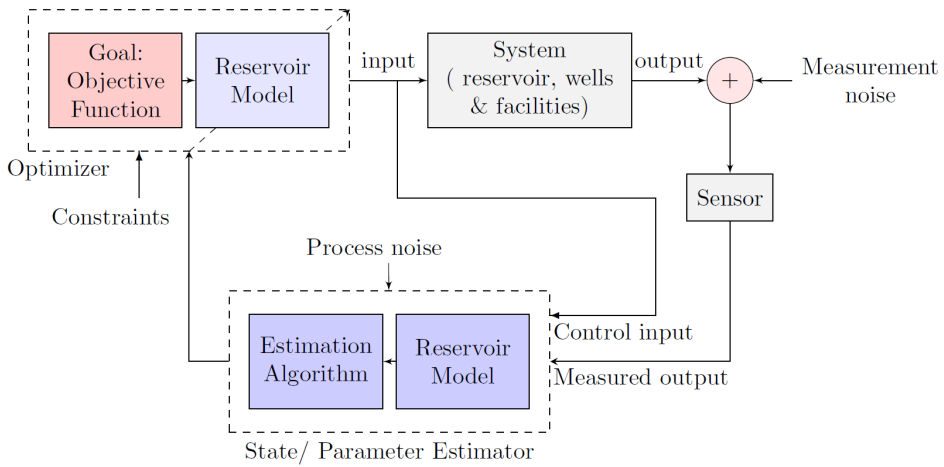 Goal:
Objective
Function
Reservoir
Model
input
System
( reservoir, wells
& facilities)
output
+
Measurement
noise
Optimizer
Constraints
Sensor
Process noise
Estimation
Algorithm
Reservoir
Model
Control input
Measured output
State/ Parameter Estimator